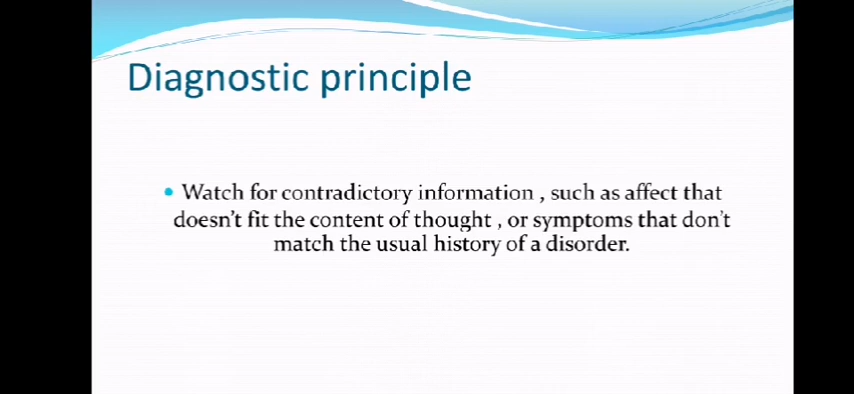 Diagnostic principle
• Watch for contradictory information , such as affect that
doesn't fit the content of thought , or symptoms that don't
match the usual history of a disorder.